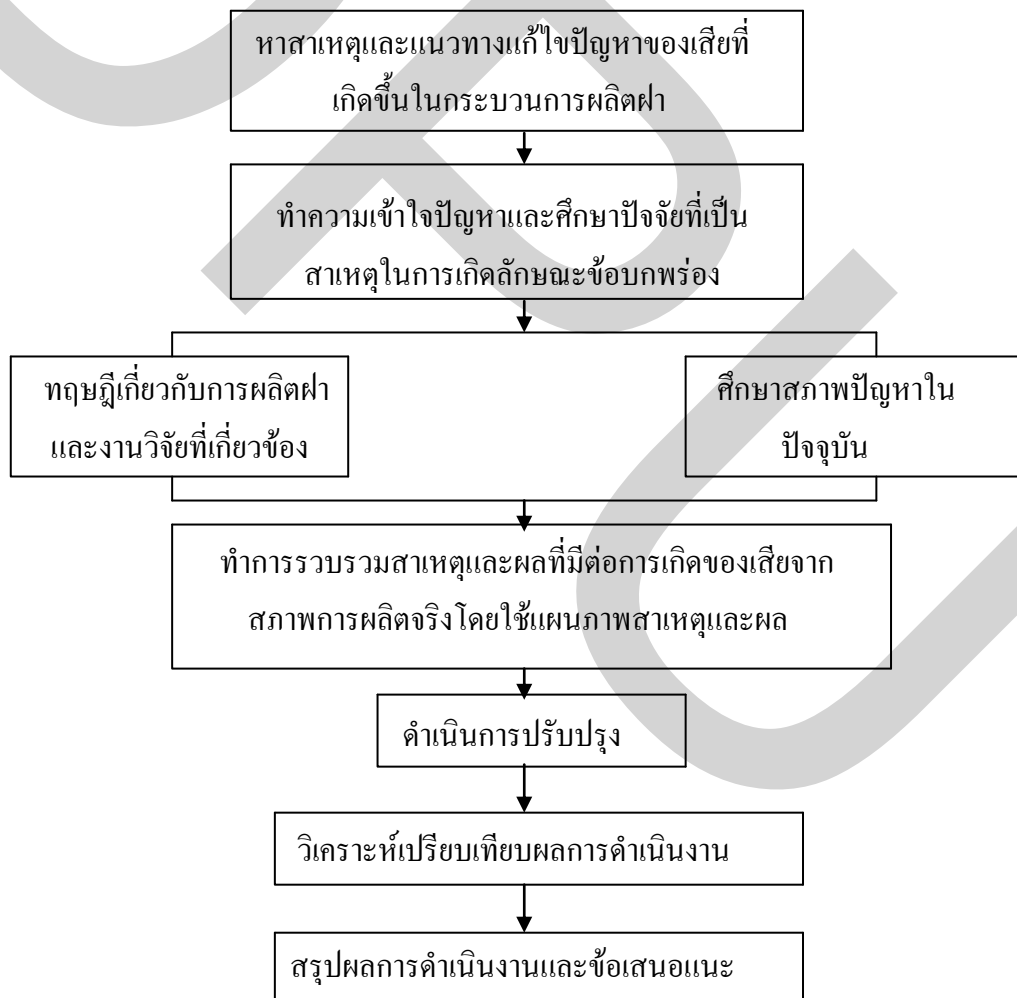 หาสาเหตุและแนวทางแก้ไขปัญหาของเสียที่
เกิดขึ้นในกระบวนการผลิตฝา
ทำความเข้าใจปัญหาและศึกษาปัจจัยที่เป็น
สาเหตุในการเกิดลักษณะข้อบกพร่อง
ทฤษฎีเกี่ยวกับการผลิตฝา
และงานวิจัยที่เกี่ยวข้อง
ศึกษาสภาพปัญหาใน
ปัจจุบัน
ทำการรวบรวมสาเหตุและผลที่มีต่อการเกิดของเสียจาก
สภาพการผลิตจริงโดยใช้แผนภาพสาเหตุและผล
ดำเนินการปรับปรุง
วิเคราะห์เปรียบเทียบผลการดำเนินงาน
สรุปผลการดำเนินงานและข้อเสนอแนะ